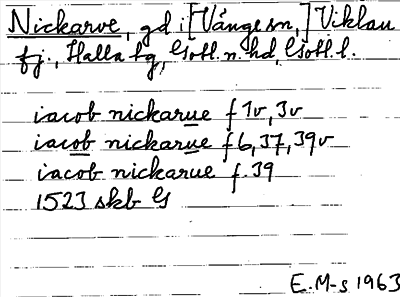 Nickarve, gd i [Vänge sn,] Viklau
fj., Halla tg, Gotl. n. hd, Gotl. l.
iacob nickarue f 1v, 3v
iacob nickarue f 6, 37, 39v
iacob nickarue f. 39
1523 skb G
E. M-s 1963